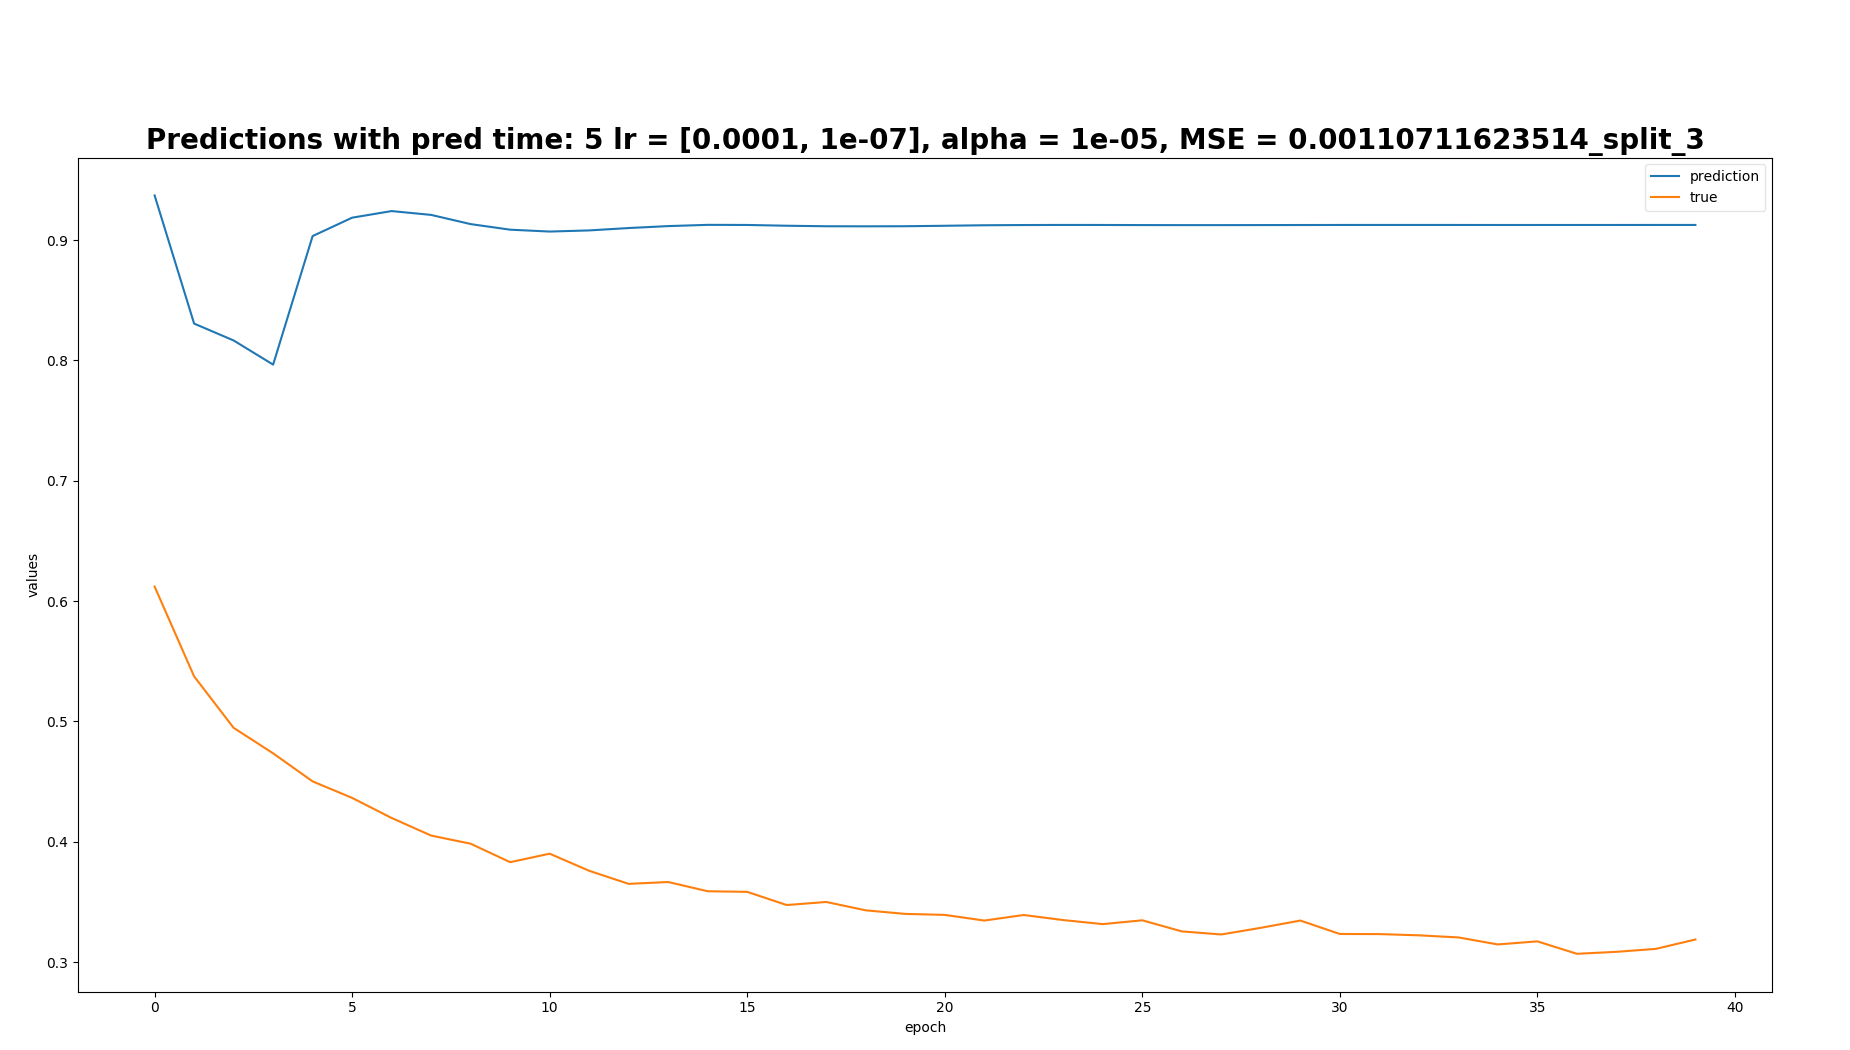 Predictions with pred time: 5 lr = [0.0001, 1e-07], alpha = 1e-05, MSE = 0.00110711623514_split_3
prediction
true
values
0.9
0.8
0.7
0.6
0.5
0.4
0.3
0 5 10 15 20 25 30 35 40
epoch